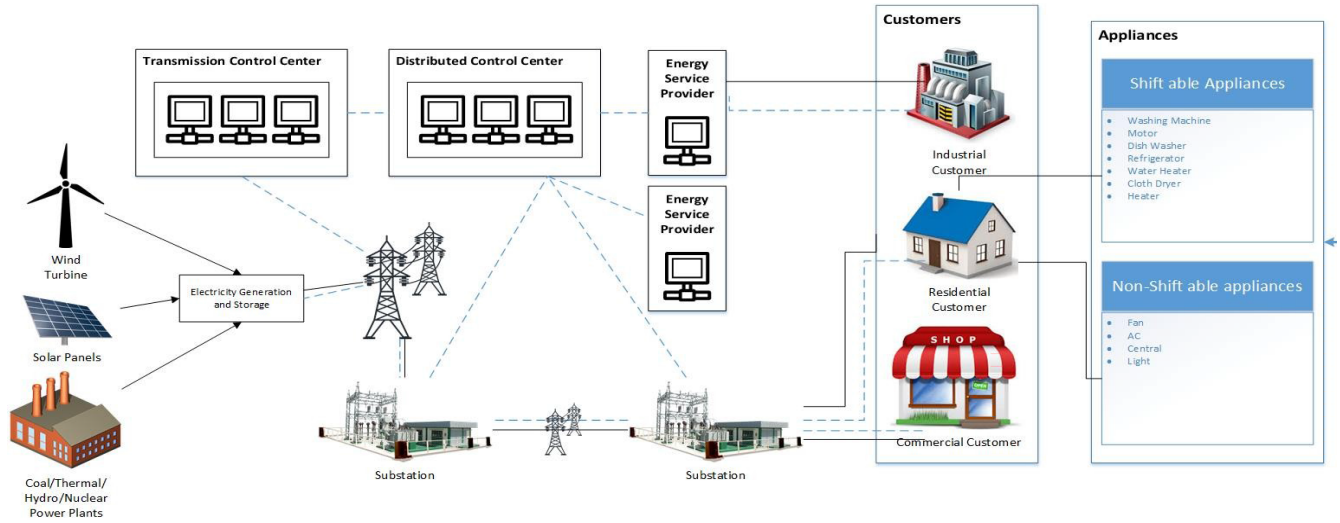 Transmission Control Center
Distributed Control Center
Energy
Service
Provider
Energy
Service
Provider
Wind
Turbine
Electricity Generation
and Storage
Solar Panels
Coal/Thermal/
Hydro/Nuclear
Power Plants
Substation
Substation
Customers
Industrial
Customer
Residential
Customer
SHOP
OPEN
Commercial Customer
Appliances
Shift able Appliances
Washing Machine
Motor
Dish Washer
Refrigerator
Water Heater
Cloth Dryer
Heater
Non-Shift able appliances
Fan
AC
Central
Light